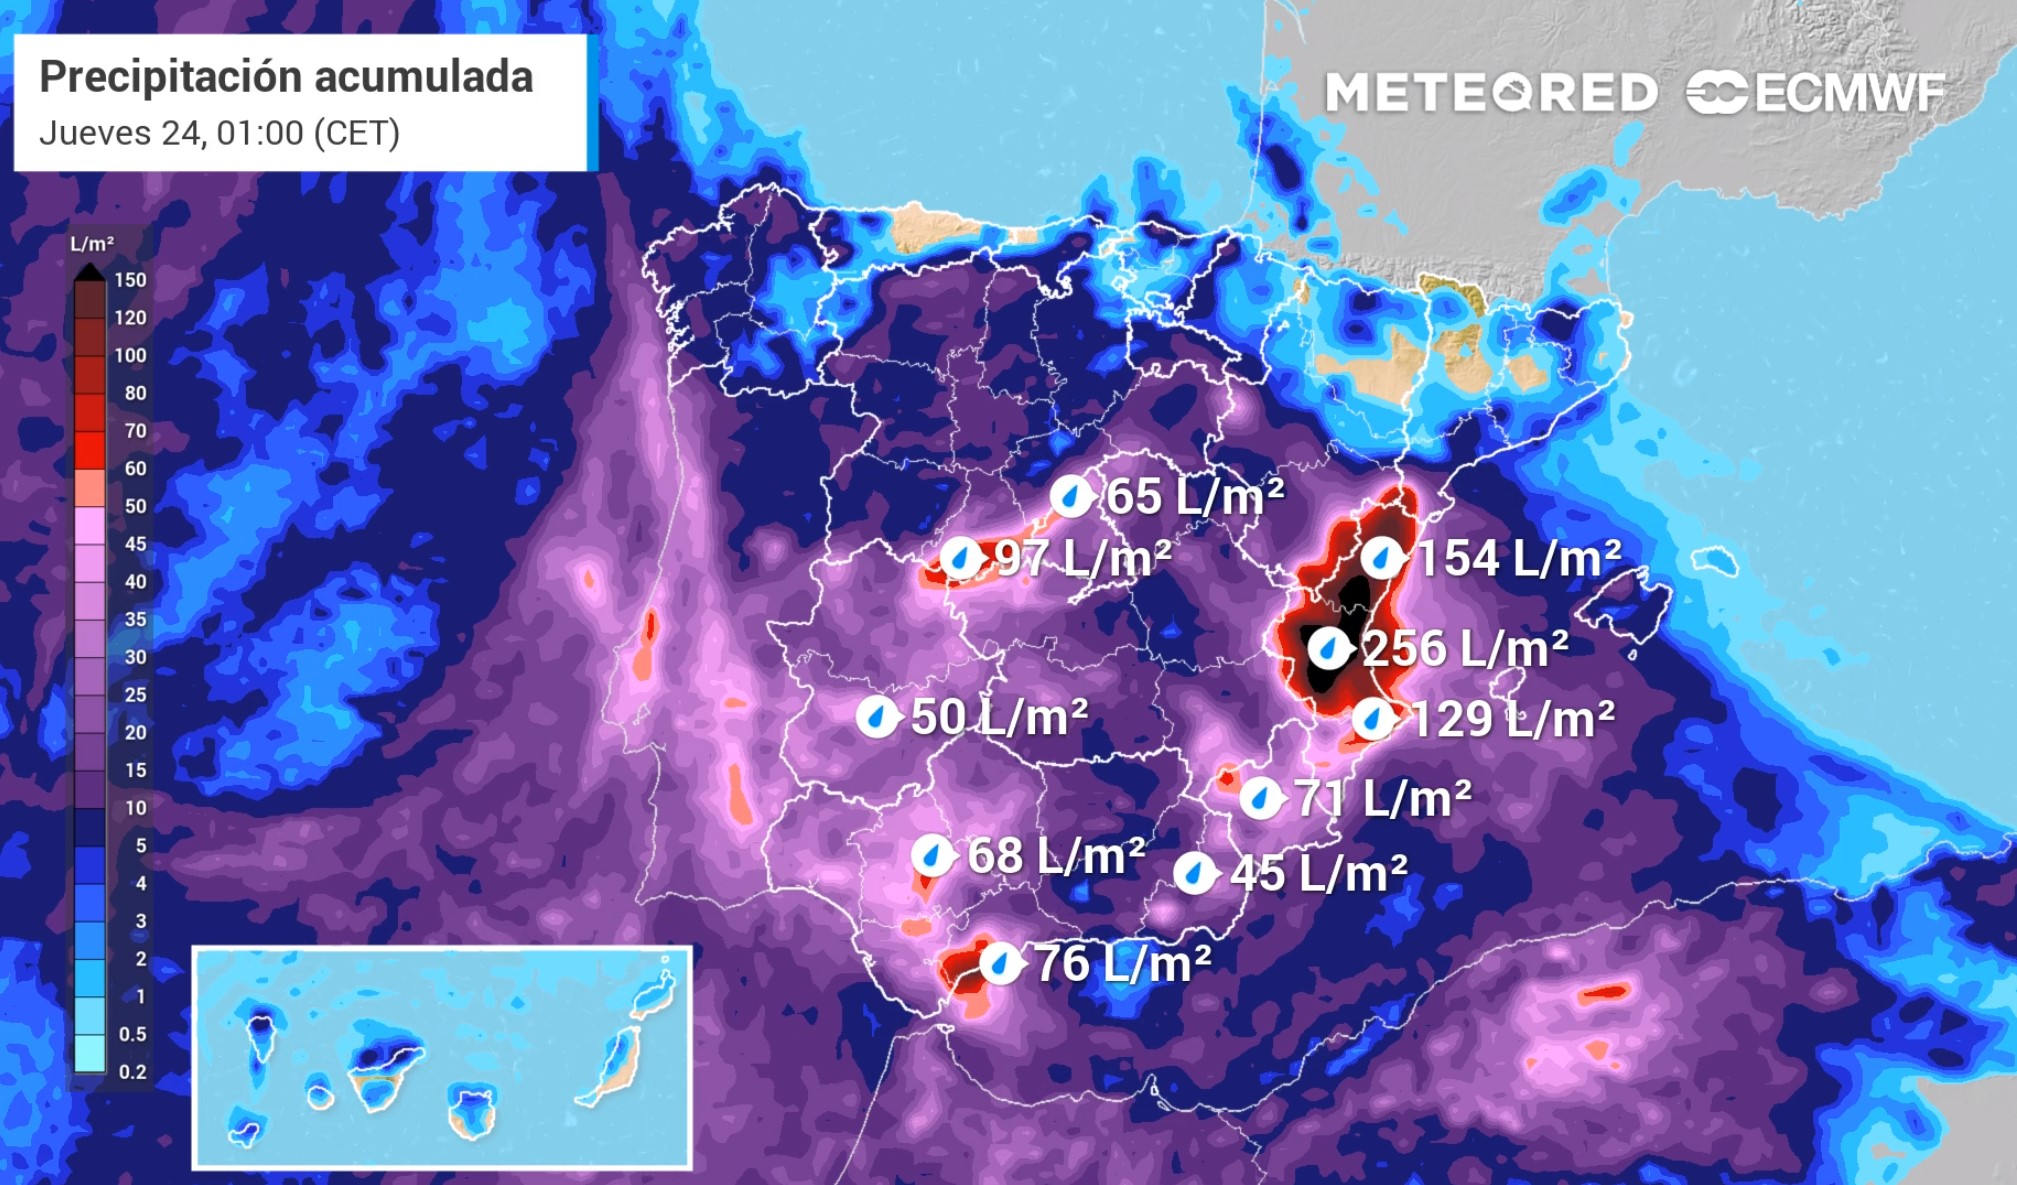 Precipitación acumulada
Jueves 24, 01:00 (CET)
METEORED ECMWF
L/m²
150
120
100
80
70
60
50
45
40
35
30
25
20
15
10
5
4
3
2
1
0.5
0.2
65 L/m²
97 L/m²
154 L/m²
256 L/m²
50 L/m²
129 L/m²
71 L/m²
68 L/m²
45 L/m²
76 L/m²